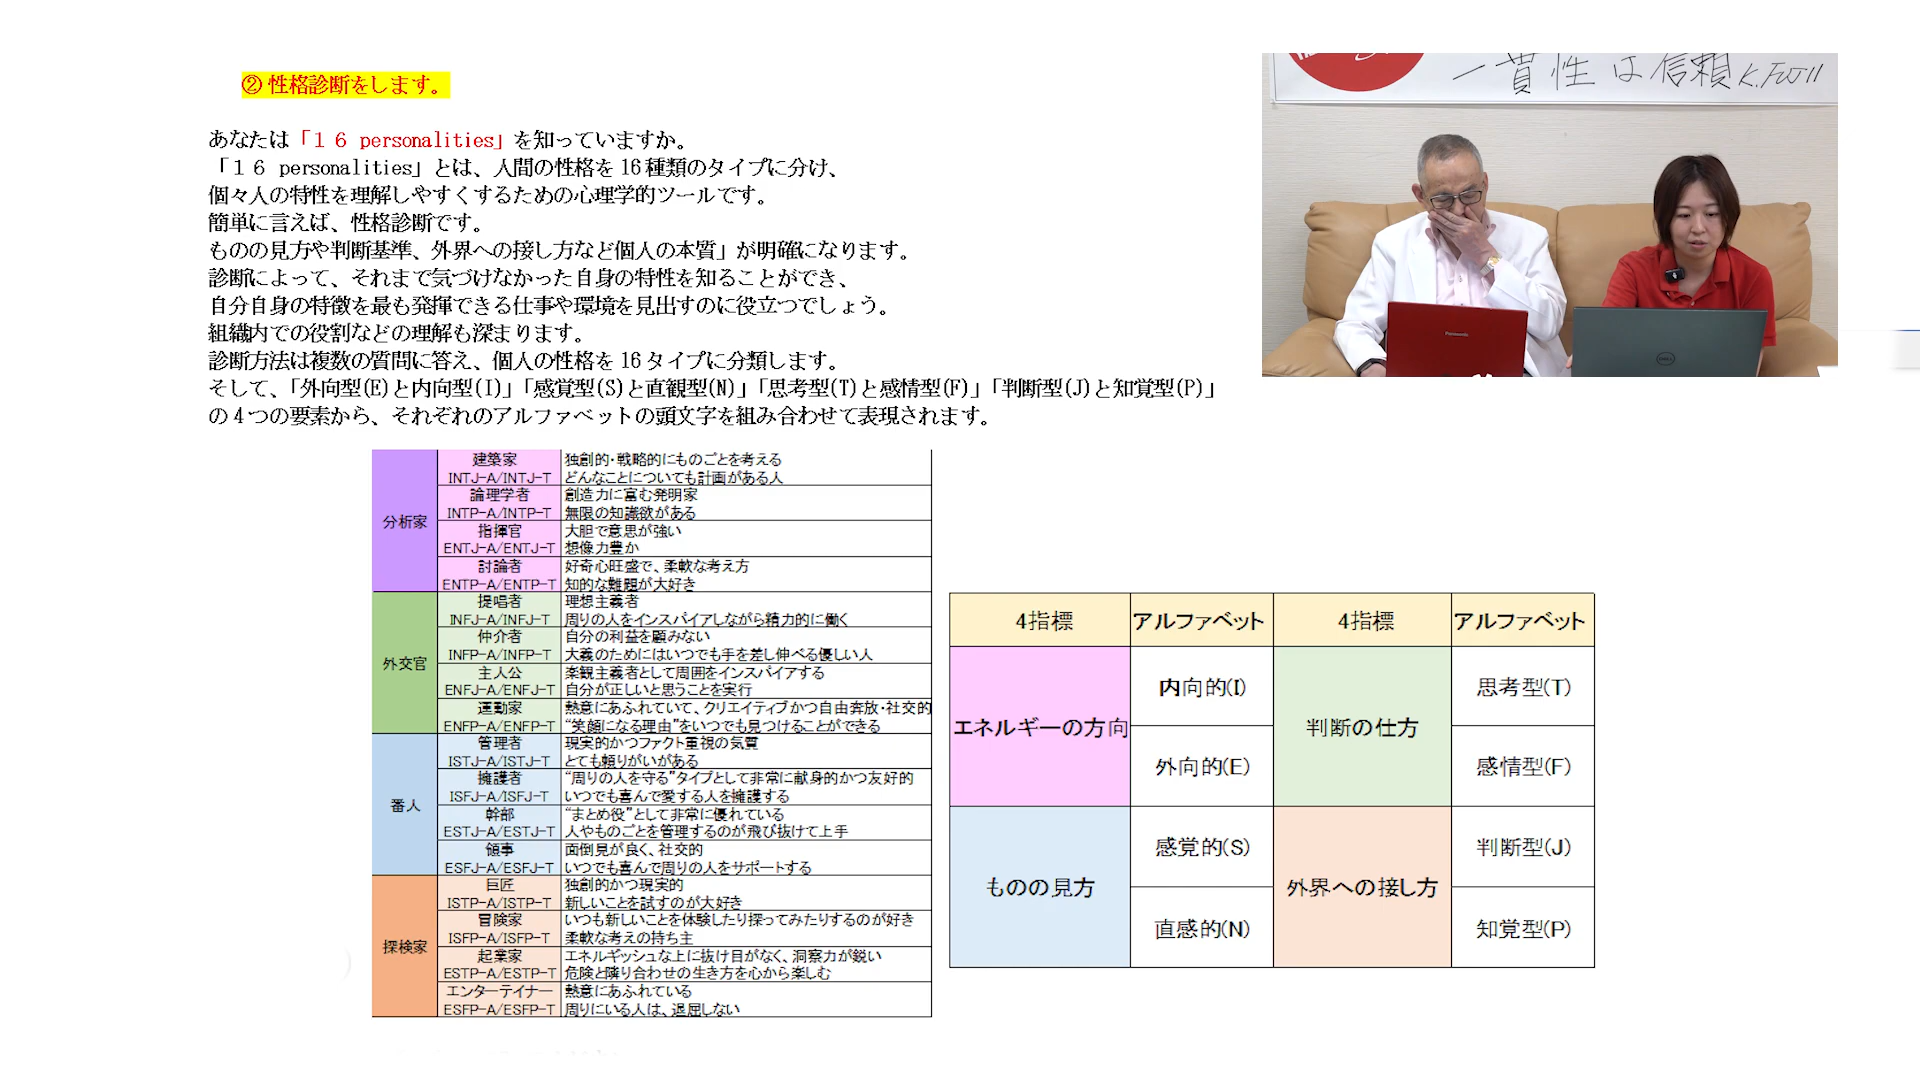 ② 性格診断をします。
一貫性は信頼 K.FUJII
あなたは「１６ personalities」を知っていますか。
「１６ personalities」とは、人間の性格を 16 種類のタイプに分け、
個々人の特性を理解しやすくするための心理学的ツールです。
簡単に言えば、性格診断です。
ものの見方や判断基準、外界への接し方など個人の本質」が明確になります。
診断によって、それまで気づけなかった自身の特性を知ることができ、
自分自身の特徴を最も発揮できる仕事や環境を見出すのに役立つでしょう。
組織内での役割などの理解も深まります。
診断方法は複数の質問に答え、個人の性格を 16 タイプに分類します。
そして、「外向型(E)と内向型(I)」「感覚型(S)と直観型(N)」「思考型(T)と感情型(F)」「判断型(J)と知覚型(P)」
の４つの要素から、それぞれのアルファベットの頭文字を組み合わせて表現されます。
Panasonic
DELL
分析家
建築家
INTJ-A/INTJ-T
独創的・戦略的にものごとを考える
どんなことについても計画がある人
論理学者
INTP-A/INTP-T
創造力に富む発明家
無限の知識欲がある
指揮官
ENTJ-A/ENTJ-T
大胆で意思が強い
想像力豊か
討論者
ENTP-A/ENTP-T
好奇心旺盛で、柔軟な考え方
知的な難題が大好き
外交官
提唱者
INFJ-A/INFJ-T
理想主義者
周りの人をインスパイアしながら精力的に働く
仲介者
INFP-A/INFP-T
自分の利益を顧みない
大義のためにはいつでも手を差し伸べる優しい人
主人公
ENFJ-A/ENFJ-T
楽観主義者として周囲をインスパイアする
自分が正しいと思うことを実行
運動家
ENFP-A/ENFP-T
熱意にあふれていて、クリエイティブかつ自由奔放・社交的
“笑顔になる理由”をいつでも見つけることができる
番人
管理者
ISTJ-A/ISTJ-T
現実的かつファクト重視の気質
とても頼りがいがある
擁護者
ISFJ-A/ISFJ-T
“周りの人を守る”タイプとして非常に献身的かつ友好的
いつでも喜んで愛する人を擁護する
幹部
ESTJ-A/ESTJ-T
“まとめ役”として非常に優れている
人やものごとを管理するのが飛び抜けて上手
領事
ESFJ-A/ESFJ-T
面倒見が良く、社交的
いつでも喜んで周りの人をサポートする
探検家
巨匠
ISTP-A/ISTP-T
独創的かつ現実的
新しいことを試すのが大好き
冒険家
ISFP-A/ISFP-T
いつも新しいことを体験したり探ってみたりするのが好き
柔軟な考えの持ち主
起業家
ESTP-A/ESTP-T
エネルギッシュな上に抜け目がなく、洞察力が鋭い
危険と隣り合わせの生き方を心から楽しむ
エンターテイナー
ESFP-A/ESFP-T
熱意にあふれている
周りにいる人は、退屈しない
4指標
アルファベット
4指標
アルファベット
エネルギーの方向
内向的(I)
外向的(E)
判断の仕方
思考型(T)
感情型(F)
ものの見方
感覚的(S)
直感的(N)
外界への接し方
判断型(J)
知覚型(P)